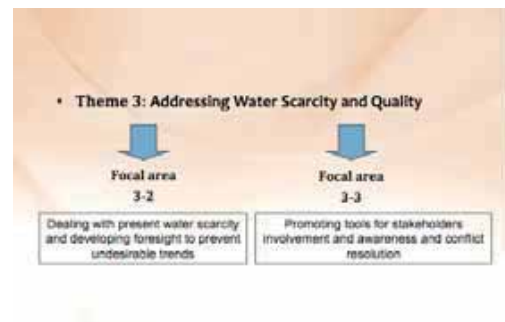 • Theme 3: Addressing Water Scarcity and Quality
Focal area
3-2
Dealing with present water scarcity
and developing foresight to prevent
undesirable trends
Focal area
3-3
Promoting tools for stakeholders
involvement and awareness and conflict
resolution